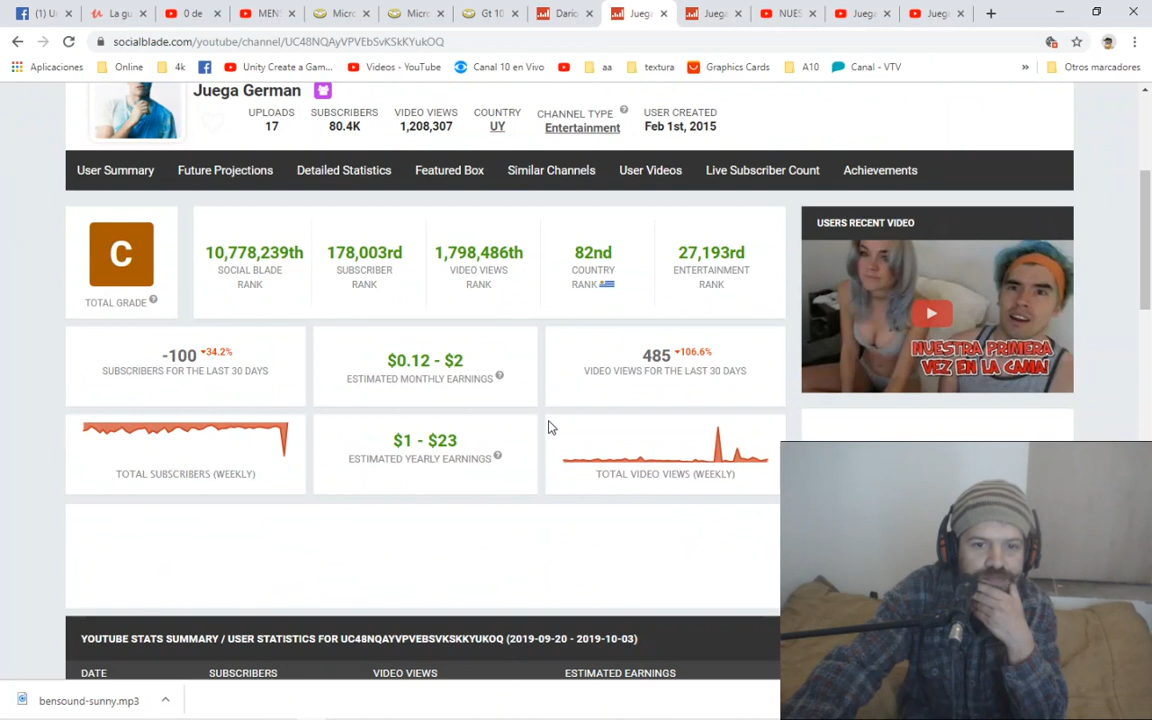 (1) U
La gu
0 de
MEN
Micro
Micro
Gt 10
Dario
Juega
Juega
NUES
Juega
Juega
socialblade.com/youtube/channel/UC48NQAyVPVEbSvKSkKYukOQ
Aplicaciones
Online
4k
Unity Create a Gam...
Videos - YouTube
Canal 10 en Vivo
aa
textura
Graphics Cards
A10
Canal - VTV
»
Otros marcadores
Juega German
UPLOADS
17
SUBSCRIBERS
80.4K
VIDEO VIEWS
1,208,307
COUNTRY
UY
CHANNEL TYPE
Entertainment
USER CREATED
Feb 1st, 2015
User Summary
Future Projections
Detailed Statistics
Featured Box
Similar Channels
User Videos
Live Subscriber Count
Achievements
C
TOTAL GRADE
10,778,239th
SOCIAL BLADE
RANK
178,003rd
SUBSCRIBER
RANK
1,798,486th
VIDEO VIEWS
RANK
82nd
COUNTRY
RANK
27,193rd
ENTERTAINMENT
RANK
USERS RECENT VIDEO
NUESTRA PRIMERA
VEZ EN LA CAMA!
-100 34.2%
SUBSCRIBERS FOR THE LAST 30 DAYS
$0.12 - $2
ESTIMATED MONTHLY EARNINGS
485 106.6%
VIDEO VIEWS FOR THE LAST 30 DAYS
TOTAL SUBSCRIBERS (WEEKLY)
$1 - $23
ESTIMATED YEARLY EARNINGS
TOTAL VIDEO VIEWS (WEEKLY)
YOUTUBE STATS SUMMARY / USER STATISTICS FOR UC48NQAYVPVEBSVKSKKYUKOQ (2019-09-20 - 2019-10-03)
DATE
SUBSCRIBERS
VIDEO VIEWS
ESTIMATED EARNINGS
bensound-sunny.mp3